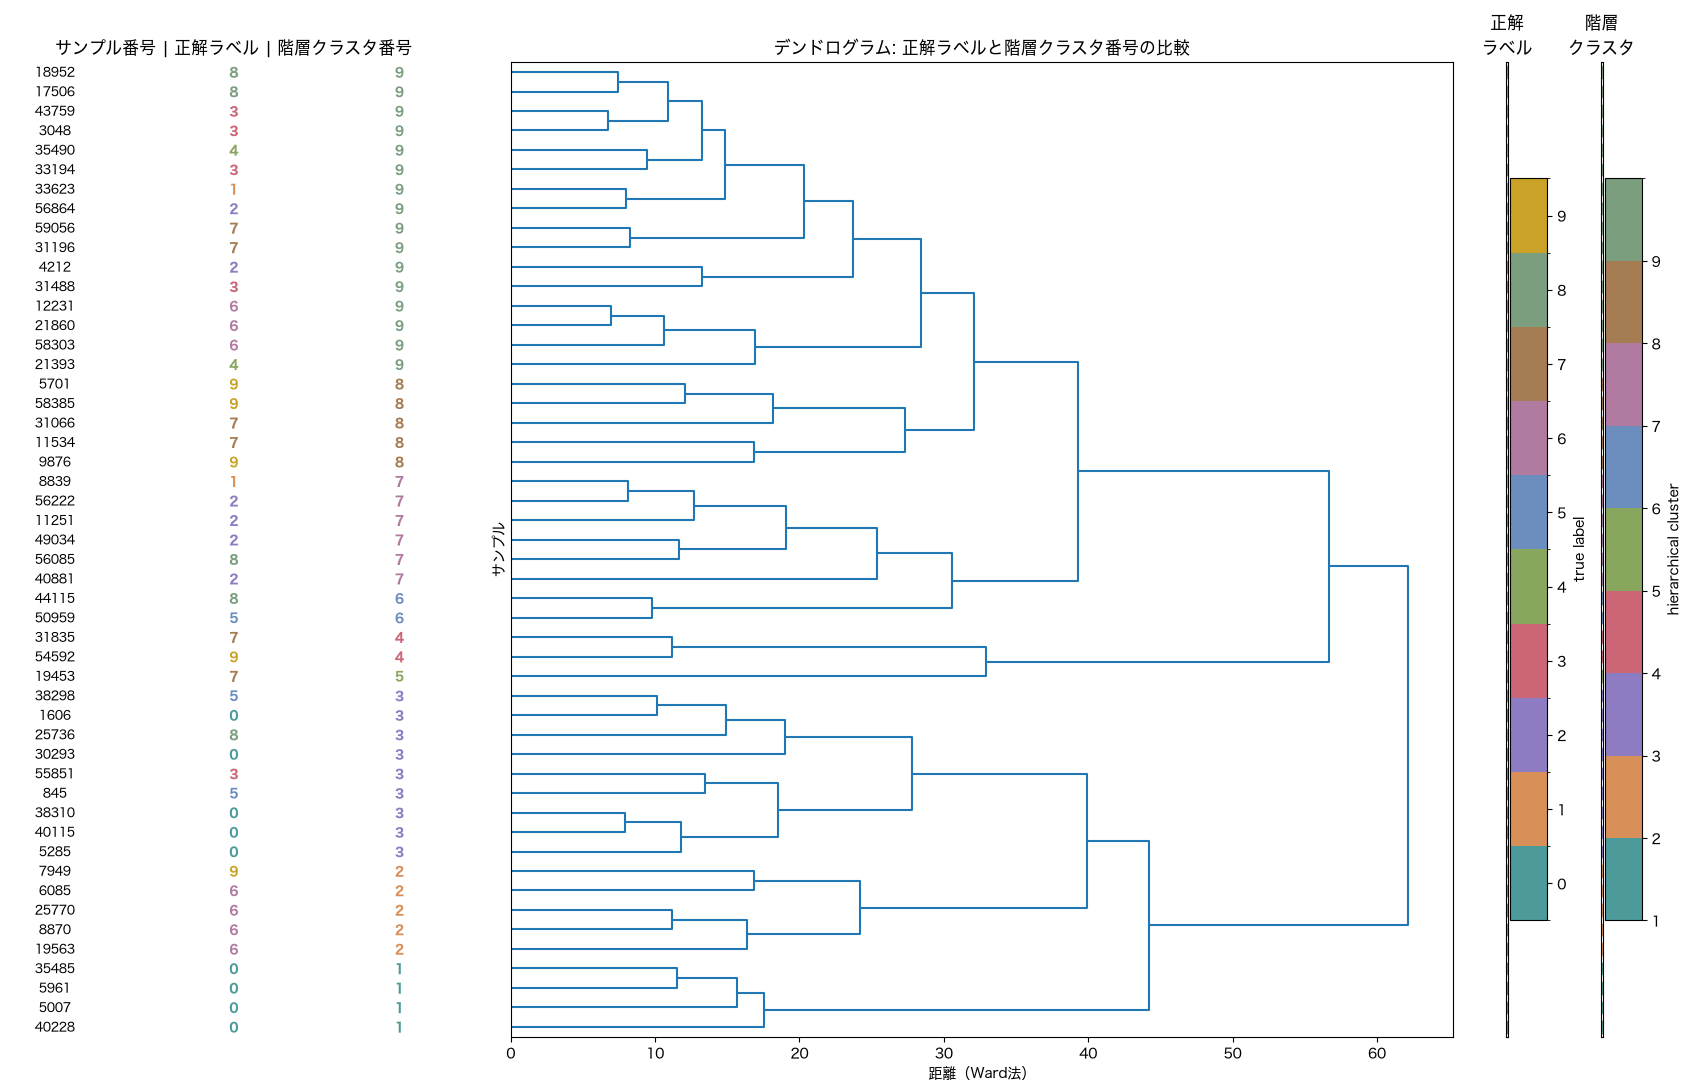 サンプル番号 | 正解ラベル | 階層クラスタ番号
デンドログラム: 正解ラベルと階層クラスタ番号の比較
正解
ラベル
階層
クラスタ
18952 8 9
17506 8 9
43759 3 9
3048 3 9
35490 4 9
33194 3 9
33623 1 9
56864 2 9
59056 7 9
31196 7 9
4212 2 9
31488 3 9
12231 6 9
21860 6 9
58303 6 9
21393 4 9
5701 9 8
58385 9 8
31066 7 8
11534 7 8
9876 9 8
8839 1 7
56222 2 7
11251 2 7
49034 2 7
56085 8 7
40881 2 7
44115 8 6
50959 5 6
31835 7 4
54592 9 4
19453 7 5
38298 5 3
1606 0 3
25736 8 3
30293 0 3
55851 3 3
845 5 3
38310 0 3
40115 0 3
5285 0 3
7949 9 2
6085 6 2
25770 6 2
8870 6 2
19563 6 2
35485 0 1
5961 0 1
5007 0 1
40228 0 1
サンプル
0 10 20 30 40 50 60
距離（Ward法）
9
8
7
6
5
4
3
2
1
0
true label
9
8
7
6
5
4
3
2
1
hierarchical cluster